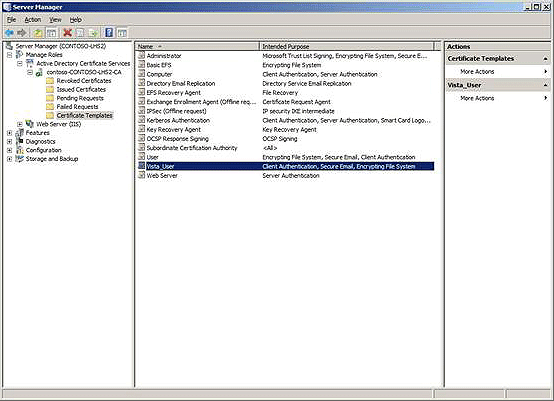 Server Manager
File Action View Help
Server Manager (CONTOSO-LHS2)
Manage Roles
Active Directory Certificate Services
contoso-CONTOSO-LHS2-CA
Revoked Certificates
Issued Certificates
Pending Requests
Failed Requests
Certificate Templates
Web Server (IIS)
Features
Diagnostics
Configuration
Storage and Backup
Name Intended Purpose
Administrator Microsoft Trust List Signing, Encrypting File System, Secure E...
Basic EFS Encrypting File System
Computer Client Authentication, Server Authentication
Directory Email Replication Directory Service Email Replication
EFS Recovery Agent File Recovery
Exchange Enrollment Agent (Offline requ... Certificate Request Agent
IPSec (Offline request) IP security IKE intermediate
Kerberos Authentication Client Authentication, Server Authentication, Smart Card Logo...
Key Recovery Agent Key Recovery Agent
OCSP Response Signing OCSP Signing
Subordinate Certification Authority <All>
User Encrypting File System, Secure Email, Client Authentication
Vista_User Client Authentication, Secure Email, Encrypting File System
Web Server Server Authentication
Actions
Certificate Templates
More Actions
Vista_User
More Actions